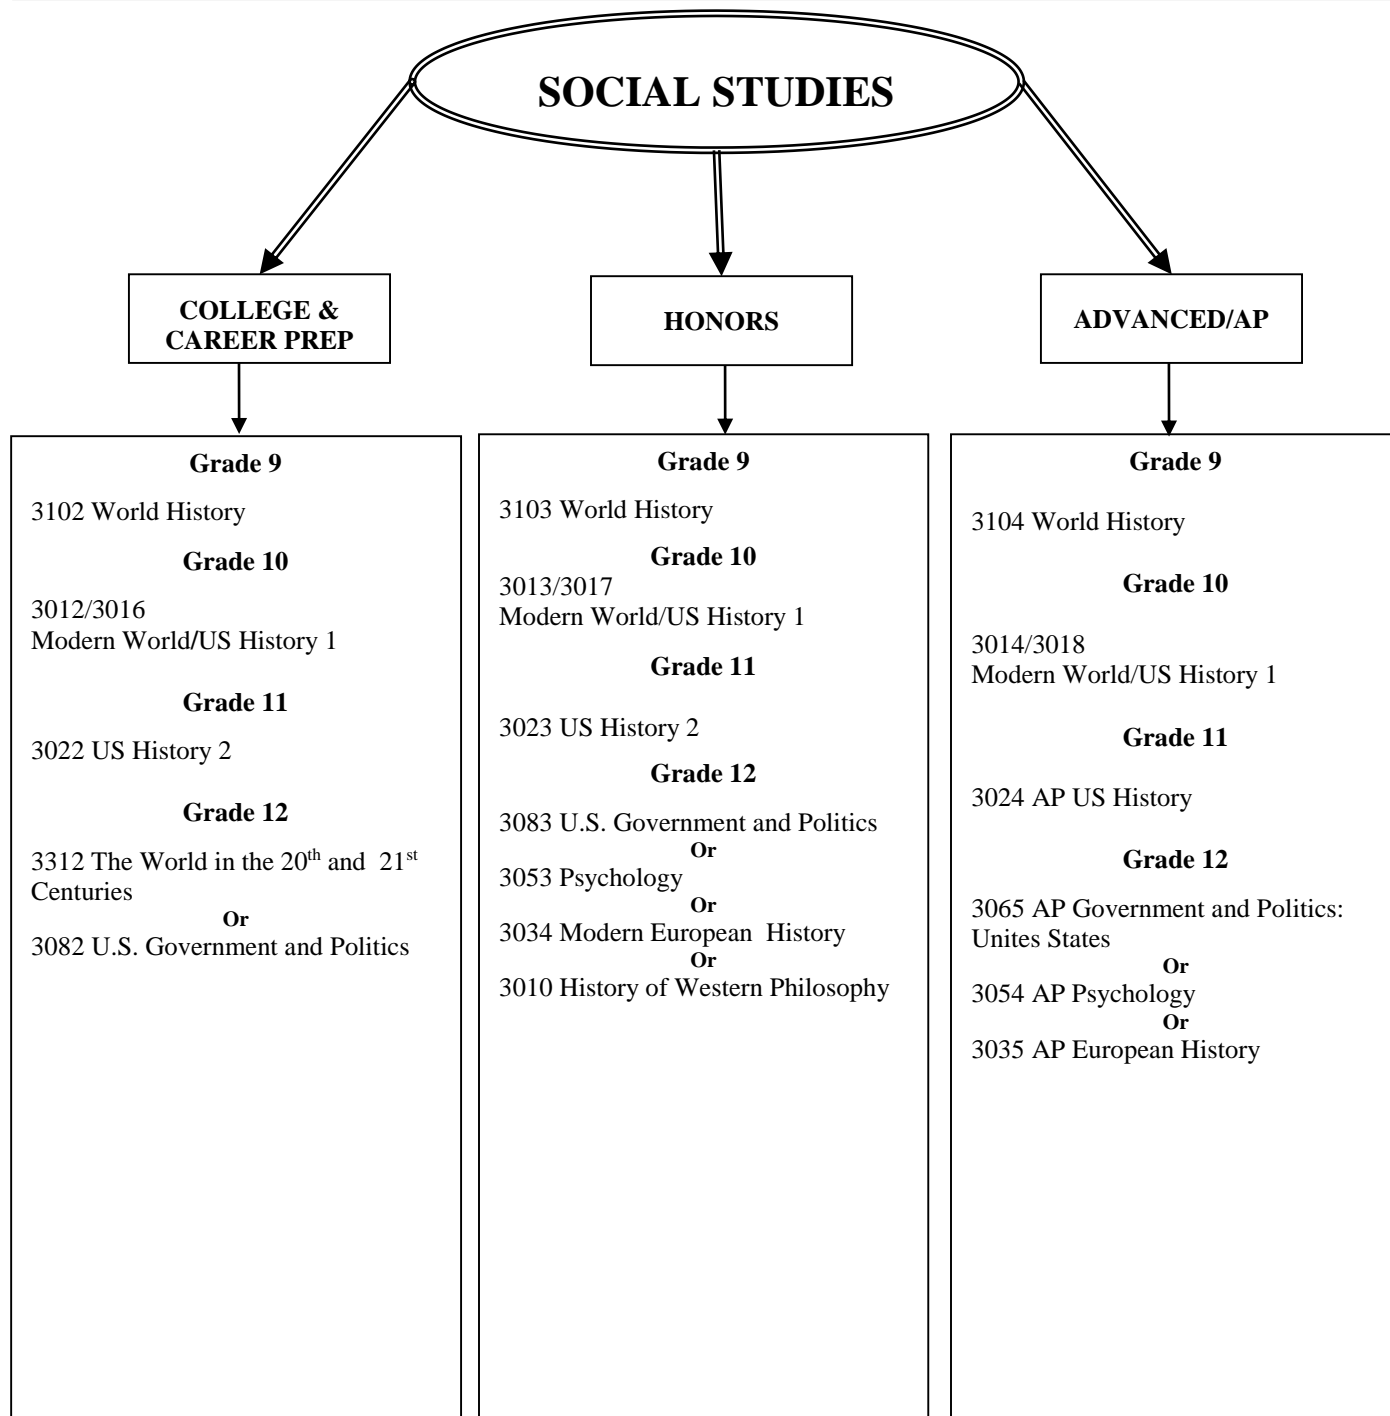 SOCIAL STUDIES
COLLEGE &
CAREER PREP
HONORS
ADVANCED/AP
Grade 9
3102 World History
Grade 10
3012/3016
Modern World/US History 1
Grade 11
3022 US History 2
Grade 12
3312 The World in the 20th and  21st
Centuries
Or
3082 U.S. Government and Politics
Grade 9
3103 World History
Grade 10
3013/3017
Modern World/US History 1
Grade 11
3023 US History 2
Grade 12
3083 U.S. Government and Politics
Or
3053 Psychology
Or
3034 Modern European  History
Or
3010 History of Western Philosophy
Grade 9
3104 World History
Grade 10
3014/3018
Modern World/US History 1
Grade 11
3024 AP US History
Grade 12
3065 AP Government and Politics:
Unites States
Or
3054 AP Psychology
Or
3035 AP European History